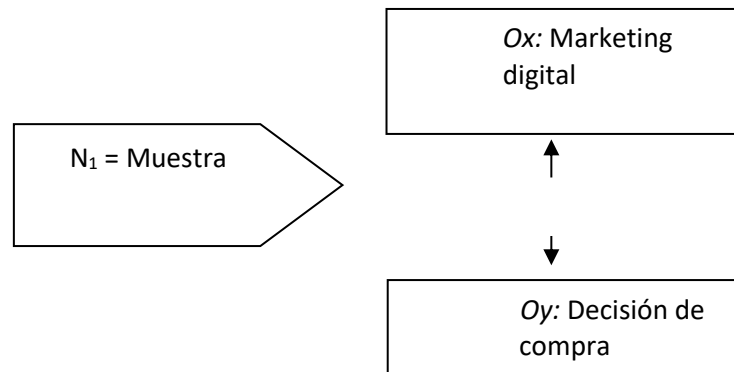 Ox: Marketing
digital
N₁ = Muestra
Oy: Decisión de
compra